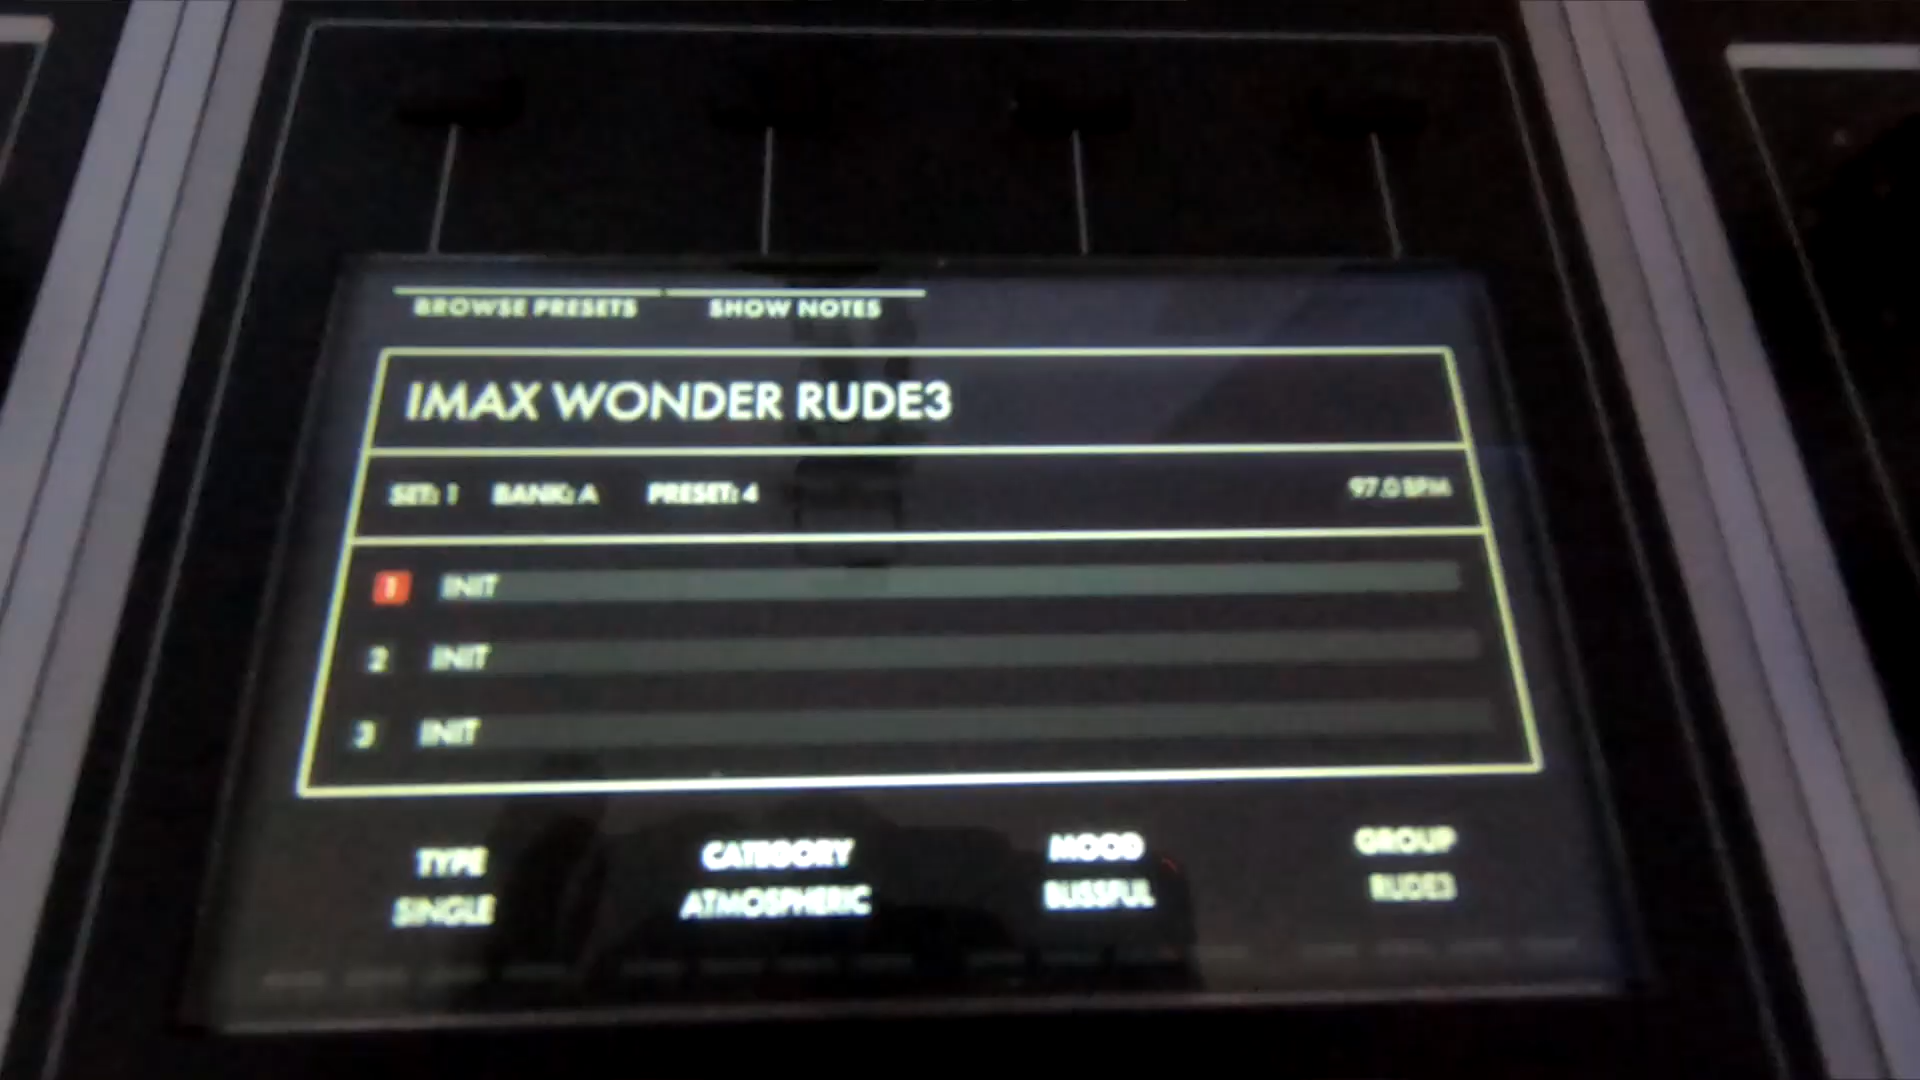 BROWSE PRESETS SHOW NOTES
IMAX WONDER RUDE3
SET: 1 BANK: A PRESET: 4 97.0 BPM
1 INIT
2 INIT
3 INIT
TYPE CATEGORY MOOD GROUP
SINGLE ATMOSPHERIC BLISSFUL RUDE3